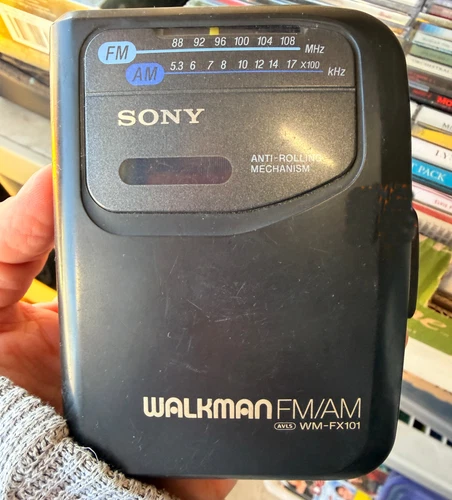 FM 88 92 96 100 104 108 MHz
AM 5.3 6 7 8 10 12 14 17 X100 kHz
SONY
ANTI-ROLLING
MECHANISM
WALKMAN FM/AM
AVLS WM-FX101
PACK